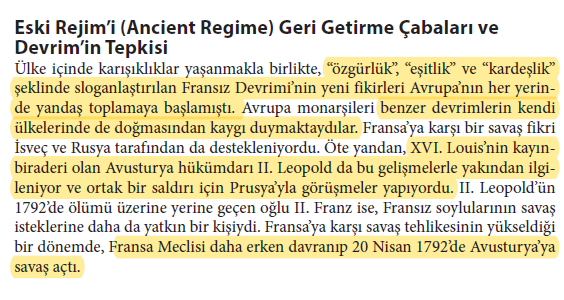 Eski Rejim’i (Ancient Regime) Geri Getirme Çabaları ve
Devrim’in Tepkisi
Ülke içinde karışıklıklar yaşanmakla birlikte, “özgürlük”, “eşitlik” ve “kardeşlik”
şeklinde sloganlaştırılan Fransız Devrimi’nin yeni fikirleri Avrupa’nın her yerin-
de yandaş toplamaya başlamıştı. Avrupa monarşileri benzer devrimlerin kendi
ülkelerinde de doğmasından kaygı duymaktaydılar. Fransa’ya karşı bir savaş fikri
İsveç ve Rusya tarafından da destekleniyordu. Öte yandan, XVI. Louis’nin kayın-
biraderi olan Avusturya hükümdarı II. Leopold da bu gelişmelerle yakından ilgi-
leniyor ve ortak bir saldırı için Prusya’yla görüşmeler yapıyordu. II. Leopold’ün
1792’de ölümü üzerine yerine geçen oğlu II. Franz ise, Fransız soylularının savaş
isteklerine daha da yatkın bir kişiydi. Fransa’ya karşı savaş tehlikesinin yükseldiği
bir dönemde, Fransa Meclisi daha erken davranıp 20 Nisan 1792’de Avusturya’ya
savaş açtı.